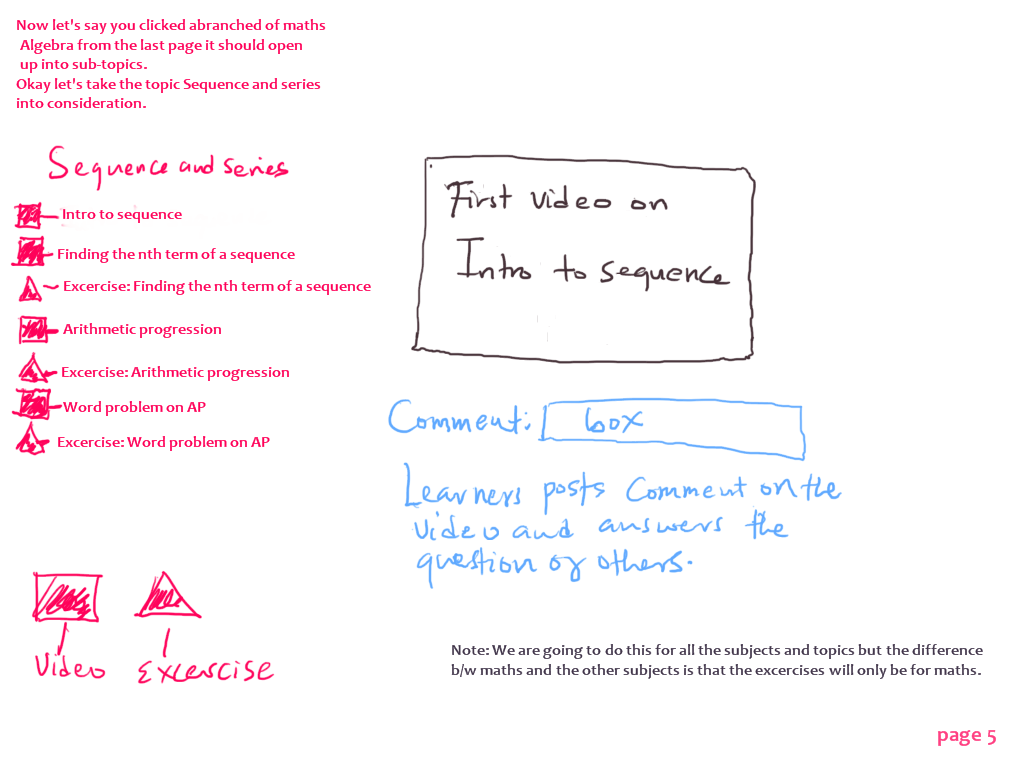 Now let's say you clicked abranched of maths
Algebra from the last page it should open
up into sub-topics.
Okay let's take the topic Sequence and series
into consideration.
Sequence and series
Intro to sequence
Finding the nth term of a sequence
Excercise: Finding the nth term of a sequence
Arithmetic progression
Excercise: Arithmetic progression
Word problem on AP
Excercise: Word problem on AP
Video
Excercise
First video on
Intro to sequence
Comment: box
Learners posts comment on the
video and answers the
question of others.
Note: We are going to do this for all the subjects and topics but the difference
b/w maths and the other subjects is that the excercises will only be for maths.
page 5